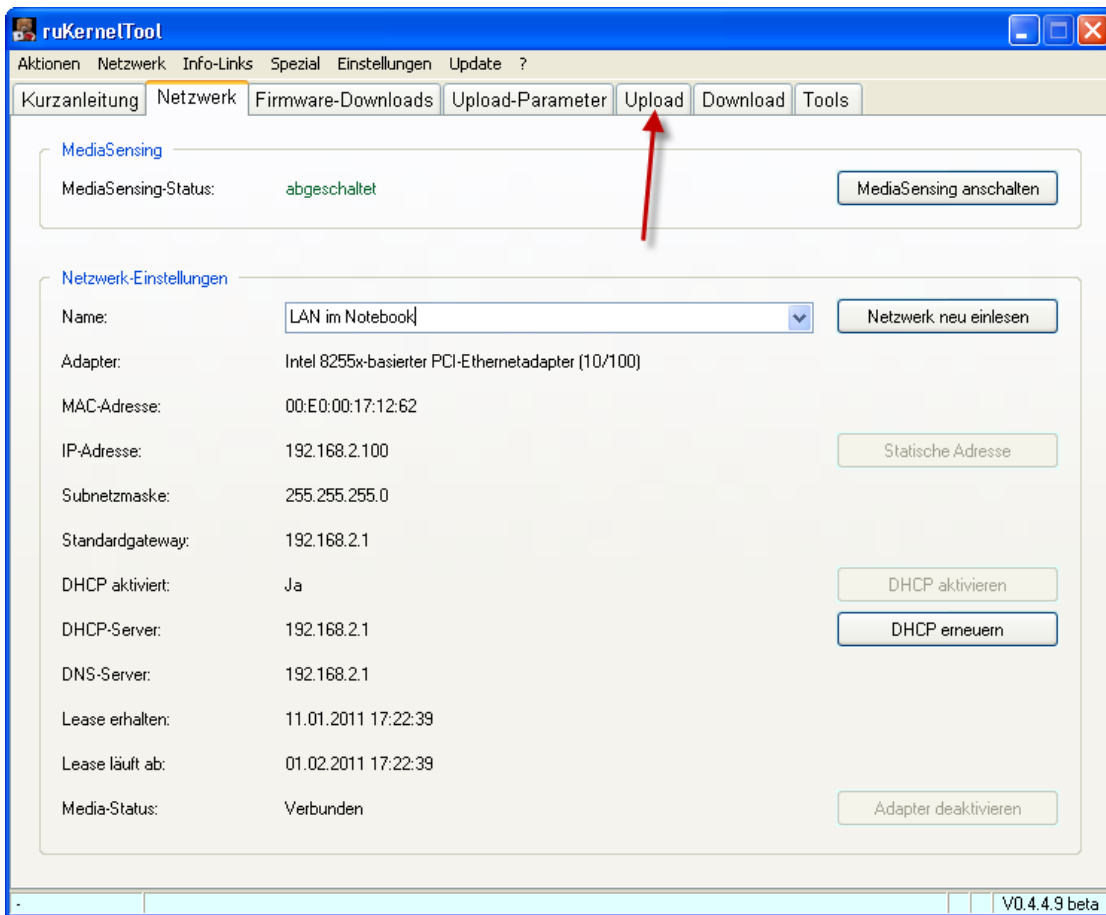 ruKernelTool
Aktionen Netzwerk Info-Links Spezial Einstellungen Update ?
Kurzanleitung Netzwerk Firmware-Downloads Upload-Parameter Upload Download Tools
MediaSensing
MediaSensing-Status: abgeschaltet MediaSensing anschalten
Netzwerk-Einstellungen
Name: LAN im Notebook Netzwerk neu einlesen
Adapter: Intel 8255x-basierter PCI-Ethernetadapter (10/100)
MAC-Adresse: 00:E0:00:17:12:62
IP-Adresse: 192.168.2.100 Statische Adresse
Subnetzmaske: 255.255.255.0
Standardgateway: 192.168.2.1
DHCP aktiviert: Ja DHCP aktivieren
DHCP-Server: 192.168.2.1 DHCP erneuern
DNS-Server: 192.168.2.1
Lease erhalten: 11.01.2011 17:22:39
Lease läuft ab: 01.02.2011 17:22:39
Media-Status: Verbunden Adapter deaktivieren
- V0.4.4.9 beta